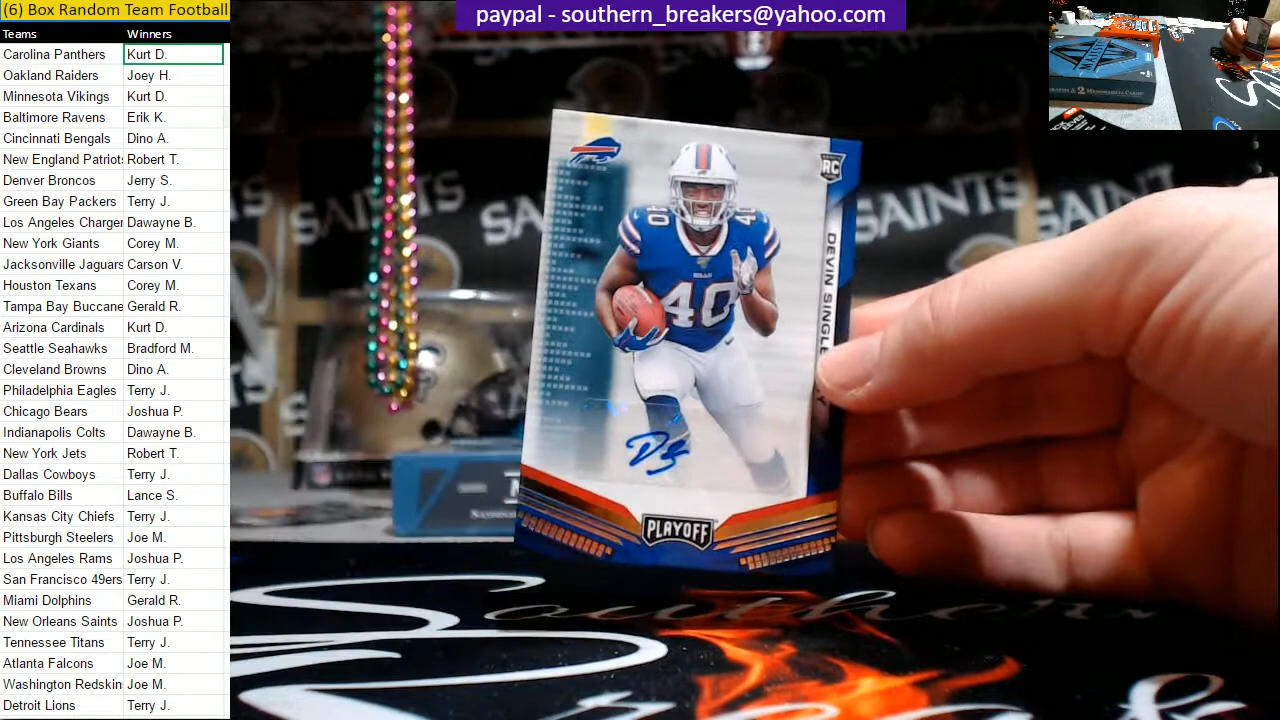 (6) Box Random Team Football
Teams Winners
Carolina Panthers Kurt D.
Oakland Raiders Joey H.
Minnesota Vikings Kurt D.
Baltimore Ravens Erik K.
Cincinnati Bengals Dino A.
New England Patriots Robert T.
Denver Broncos Jerry S.
Green Bay Packers Terry J.
Los Angeles Charger Dawayne B.
New York Giants Corey M.
Jacksonville Jaguars Carson V.
Houston Texans Corey M.
Tampa Bay Buccane Gerald R.
Arizona Cardinals Kurt D.
Seattle Seahawks Bradford M.
Cleveland Browns Dino A.
Philadelphia Eagles Terry J.
Chicago Bears Joshua P.
Indianapolis Colts Dawayne B.
New York Jets Robert T.
Dallas Cowboys Terry J.
Buffalo Bills Lance S.
Kansas City Chiefs Terry J.
Pittsburgh Steelers Joe M.
Los Angeles Rams Joshua P.
San Francisco 49ers Terry J.
Miami Dolphins Gerald R.
New Orleans Saints Joshua P.
Tennessee Titans Terry J.
Atlanta Falcons Joe M.
Washington Redskin Joe M.
Detroit Lions Terry J.
paypal - southern_breakers@yahoo.com
SAINTS
SAINTS
RC
DEVIN SINGLE
Y
40
40
BILLS
40
PLAYOFF
Southern